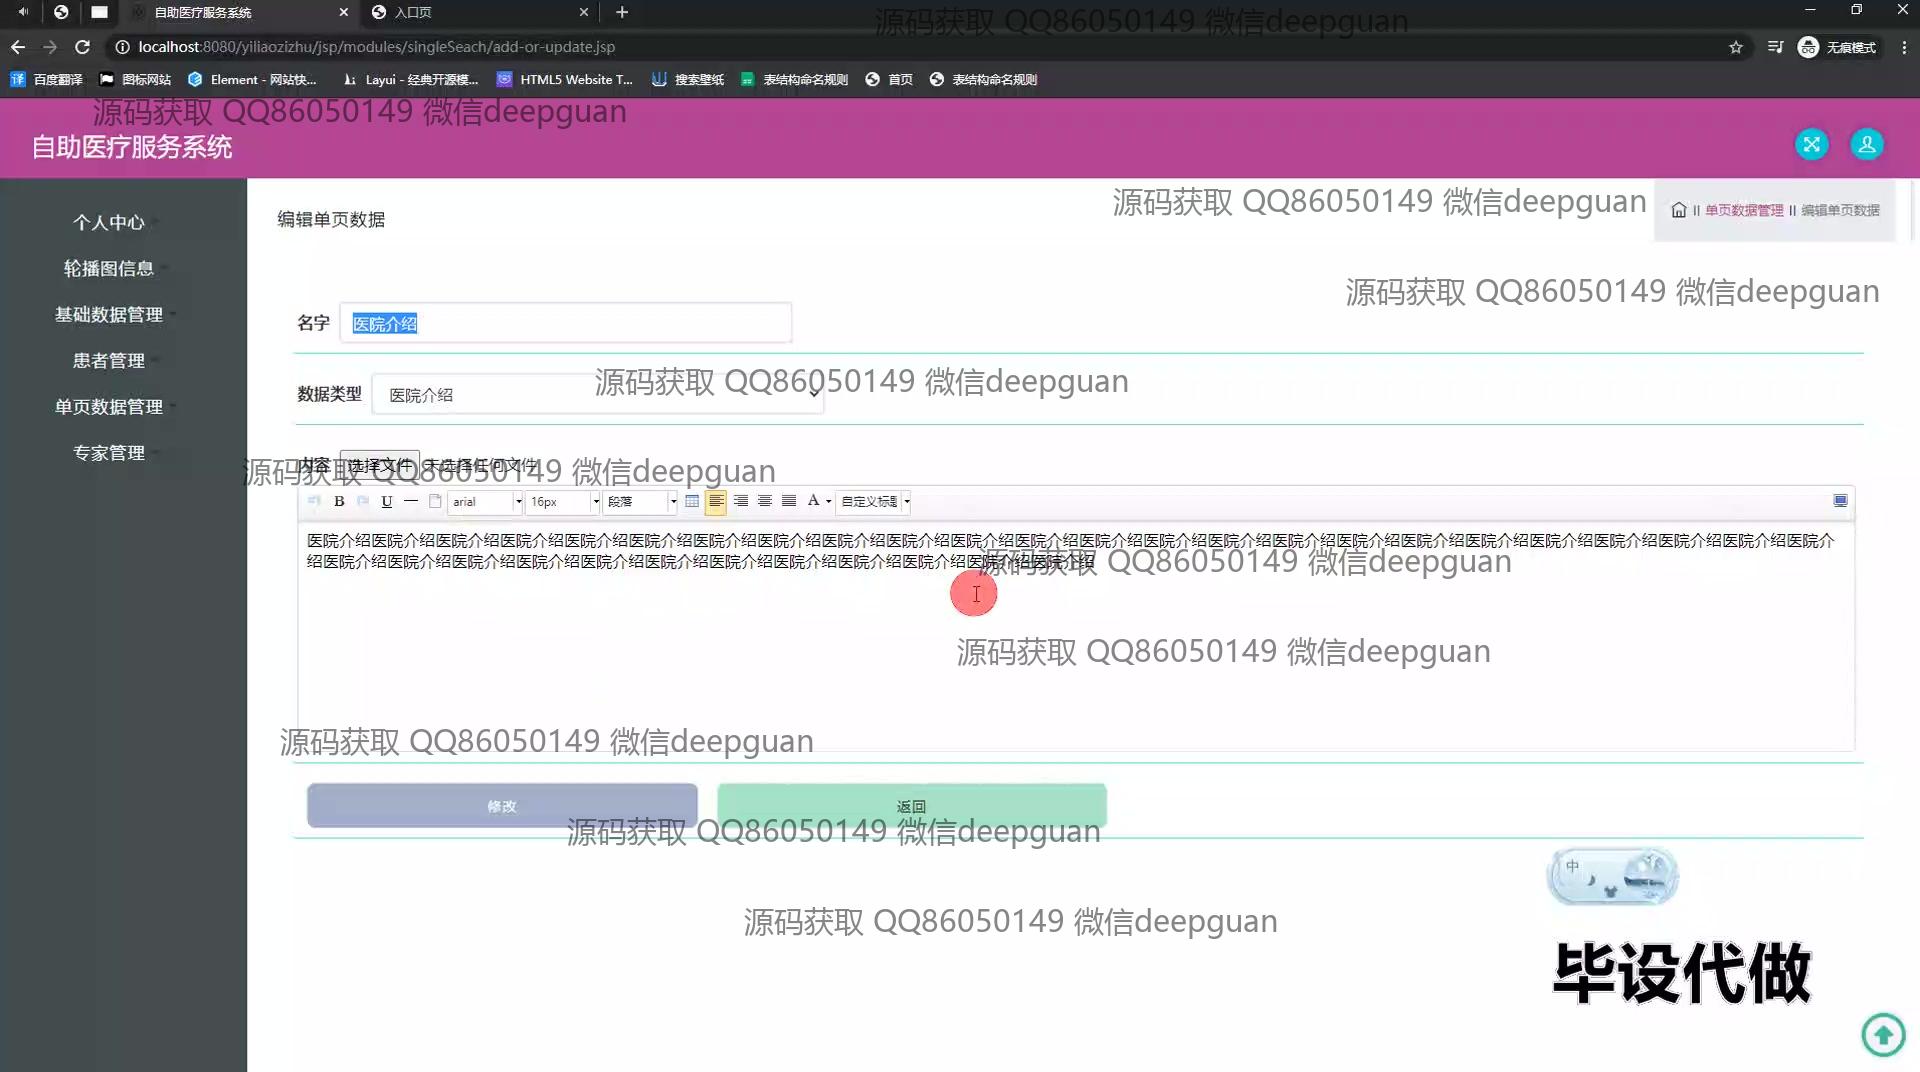 自助医疗服务系统
入口页
源码获取 QQ86050149 微信deepguan
localhost:8080/yiliaozizhu/jsp/modules/singleSeach/add-or-update.jsp
无痕模式
译 百度翻译 图标网站 Element - 网站快... Layui - 经典开源模... HTML5 Website T... 搜索壁纸 表结构命名规则 首页 表结构命名规则
源码获取 QQ86050149 微信deepguan
自助医疗服务系统
源码获取 QQ86050149 微信deepguan
个人中心
轮播图信息
基础数据管理
患者管理
单页数据管理
专家管理
编辑单页数据
单页数据管理 || 编辑单页数据
源码获取 QQ86050149 微信deepguan
名字 医院介绍
源码获取 QQ86050149 微信deepguan
数据类型 医院介绍
内容 选择文件 未选择任何文件
源码获取 QQ86050149 微信deepguan
B U arial 16px 段落 A 自定义标题
医院介绍医院介绍医院介绍医院介绍医院介绍医院介绍医院介绍医院介绍医院介绍医院介绍医院介绍医院介绍医院介绍医院介绍医院介绍医院介绍医院介绍医院介绍医院介绍医院介绍医院介绍医院介绍医院介绍医院介
绍医院介绍医院介绍医院介绍医院介绍医院介绍医院介绍医院介绍医院介绍医院介绍医院介绍医院介绍医院介绍
源码获取 QQ86050149 微信deepguan
源码获取 QQ86050149 微信deepguan
源码获取 QQ86050149 微信deepguan
修改 返回
源码获取 QQ86050149 微信deepguan
中
源码获取 QQ86050149 微信deepguan
毕设代做